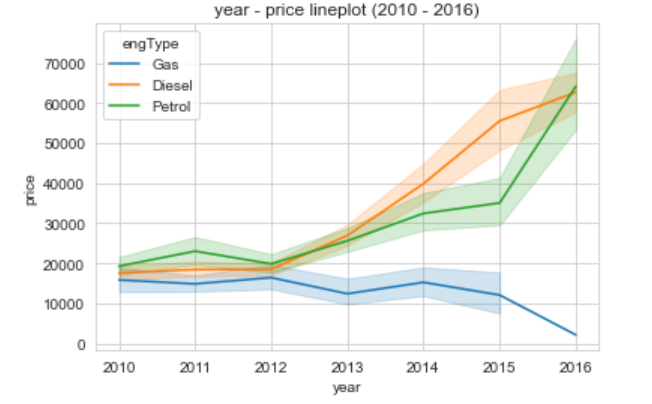 year - price lineplot (2010 - 2016)
engType
Gas
Diesel
Petrol
70000
60000
50000
40000
30000
20000
10000
0
price
2010 2011 2012 2013 2014 2015 2016
year